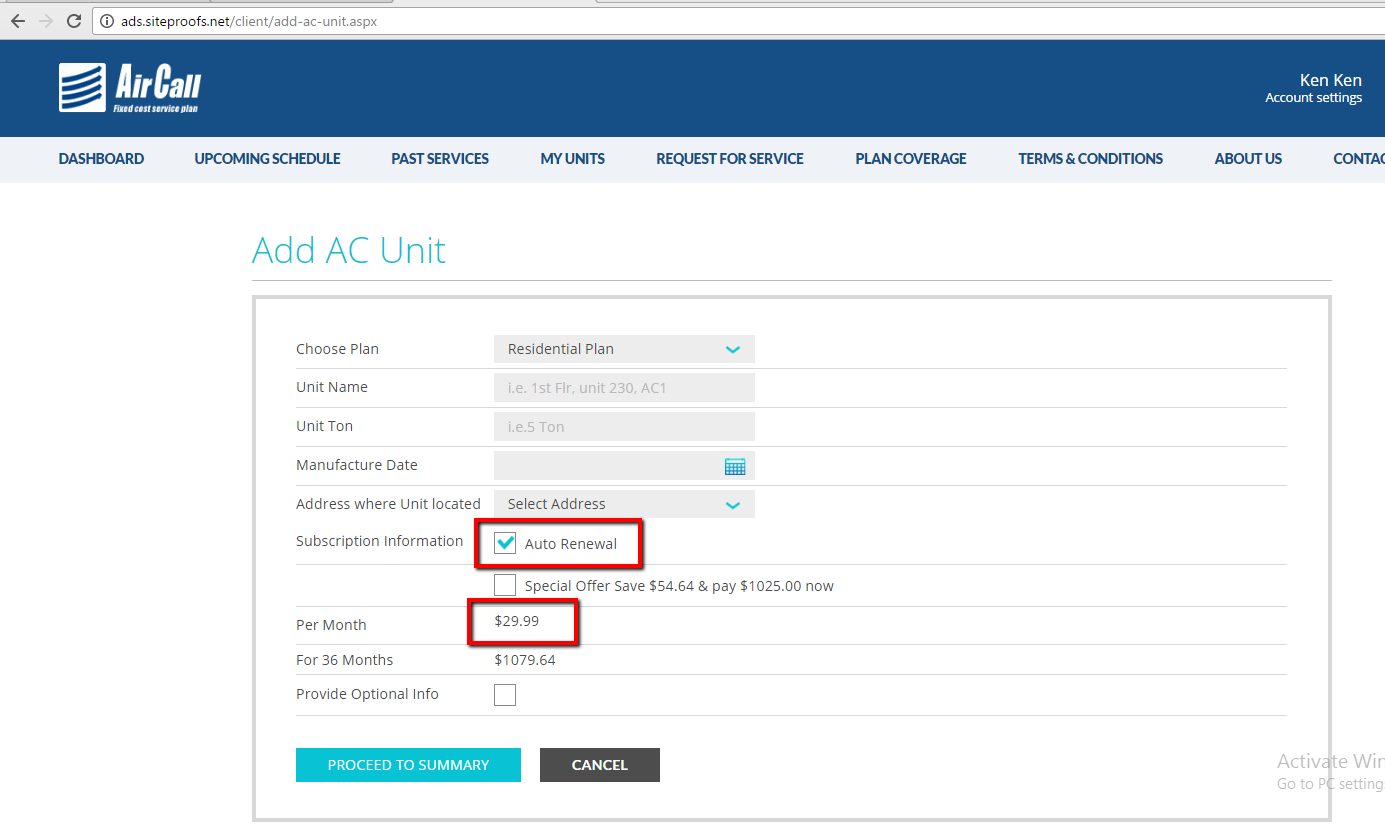 ads.siteproofs.net/client/add-ac-unit.aspx
AirCall
Fixed cost service plan
Ken Ken
Account settings
DASHBOARD UPCOMING SCHEDULE PAST SERVICES MY UNITS REQUEST FOR SERVICE PLAN COVERAGE TERMS & CONDITIONS ABOUT US CONTAC
Add AC Unit
Choose Plan Residential Plan
Unit Name i.e. 1st Flr, unit 230, AC1
Unit Ton i.e.5 Ton
Manufacture Date
Address where Unit located Select Address
Subscription Information Auto Renewal
Special Offer Save $54.64 & pay $1025.00 now
Per Month $29.99
For 36 Months $1079.64
Provide Optional Info
PROCEED TO SUMMARY CANCEL
Activate Win
Go to PC setting